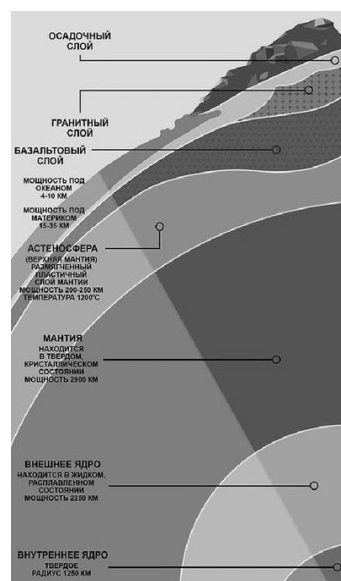 ОСАДОЧНЫЙ
СЛОЙ
ГРАНИТНЫЙ
СЛОЙ
БАЗАЛЬТОВЫЙ
СЛОЙ
МОЩНОСТЬ ПОД
ОКЕАНОМ
4-10 КМ
МОЩНОСТЬ ПОД
МАТЕРИКОМ
15-35 КМ
АСТЕНОСФЕРА
(ВЕРХНЯЯ МАНТИЯ)
РАЗМЯГЧЕННЫЙ
ПЛАСТИЧНЫЙ
СЛОЙ МАНТИИ
МОЩНОСТЬ 200-250 КМ
ТЕМПЕРАТУРА 1200°С
МАНТИЯ
НАХОДИТСЯ
В ТВЕРДОМ,
КРИСТАЛЛИЧЕСКОМ
СОСТОЯНИИ
МОЩНОСТЬ 2900 КМ
ВНЕШНЕЕ ЯДРО
НАХОДИТСЯ В ЖИДКОМ,
РАСПЛАВЛЕННОМ
СОСТОЯНИИ
МОЩНОСТЬ 2250 КМ
ВНУТРЕННЕЕ ЯДРО
ТВЕРДОЕ
РАДИУС 1250 КМ